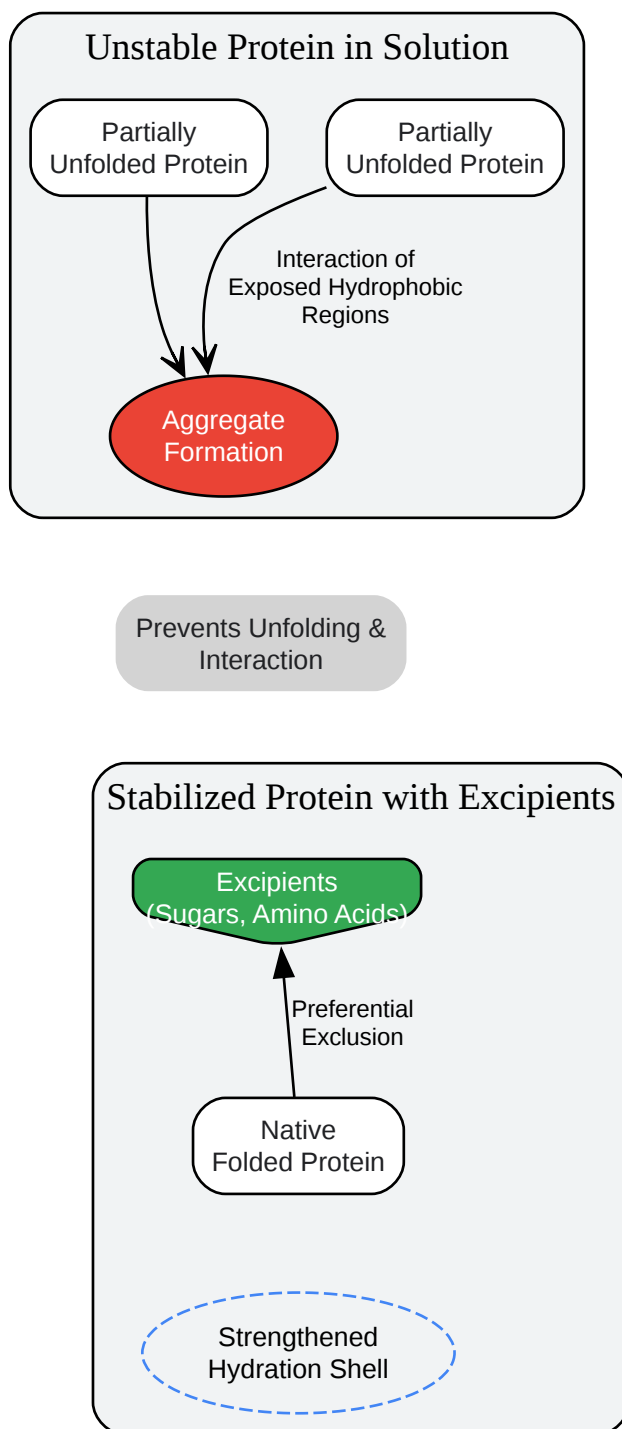 Unstable Protein in Solution
Partially
Unfolded Protein
Partially
Unfolded Protein
Interaction of
Exposed Hydrophobic
Regions
Aggregate
Formation
Prevents Unfolding &
Interaction
Stabilized Protein with Excipients
Excipients
(Sugars, Amino Acids)
Preferential
Exclusion
Native
Folded Protein
Strengthened
Hydration Shell